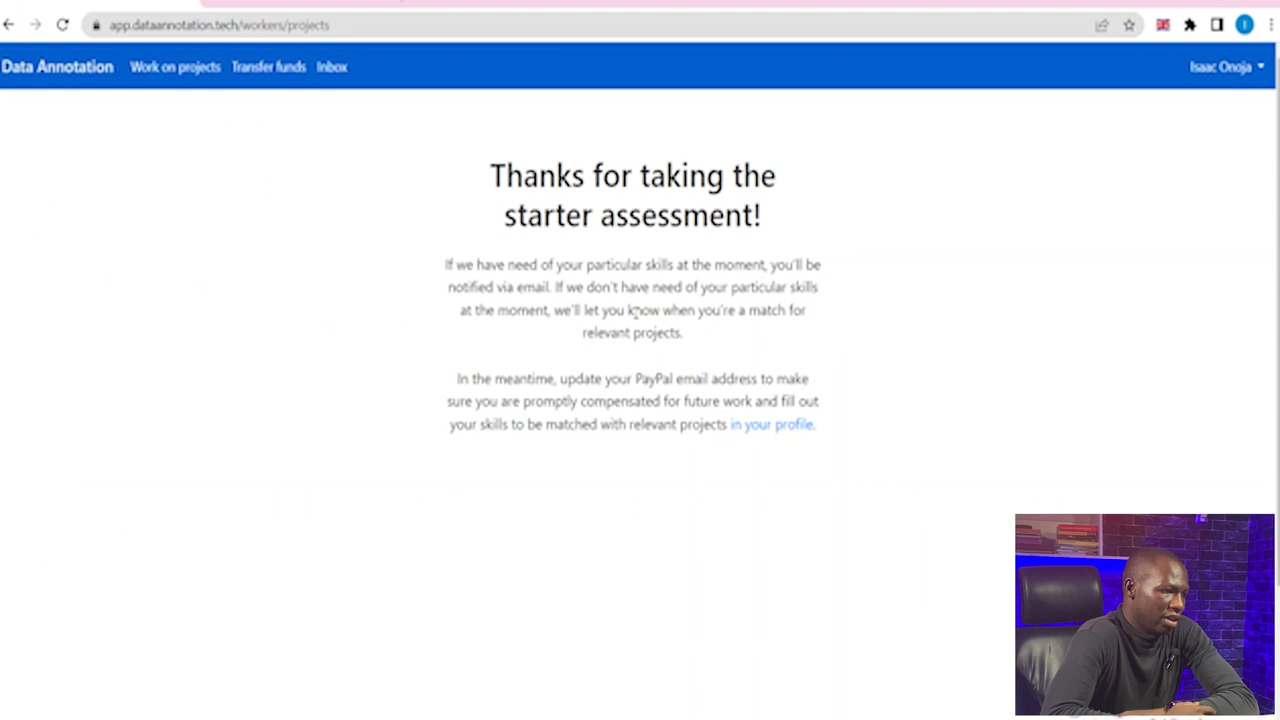 app.dataannotation.tech/workers/projects
Data Annotation Work on projects Transfer funds Inbox Isaac Onoja
Thanks for taking the
starter assessment!
If we have need of your particular skills at the moment, you'll be
notified via email. If we don't have need of your particular skills
at the moment, we'll let you know when you're a match for
relevant projects.
In the meantime, update your PayPal email address to make
sure you are promptly compensated for future work and fill out
your skills to be matched with relevant projects in your profile.